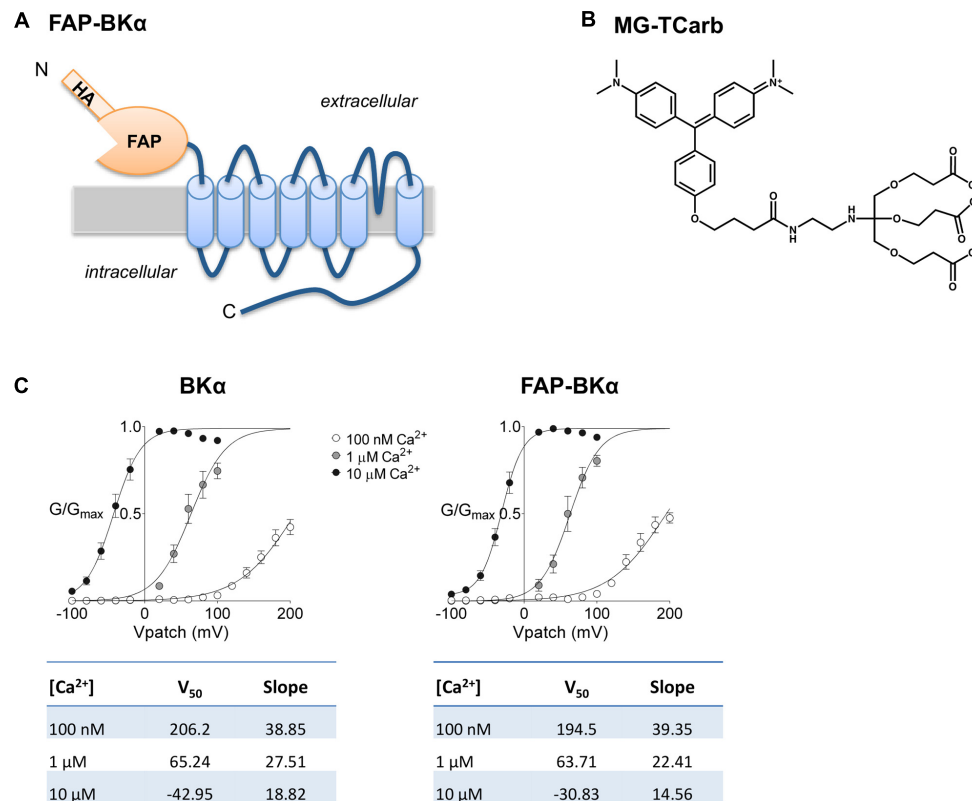 A FAP-BKα
N
HA
FAP
extracellular
intracellular
C
B MG-TCarb
N
N⁺
O
O
N
H
H
N
O
O
O
O
O
O
O
O
O
C
BKα
1.0
G/Gmax
0.5
-100 0 100 200
Vpatch (mV)
100 nM Ca²⁺
1 μM Ca²⁺
10 μM Ca²⁺
FAP-BKα
1.0
G/Gmax
0.5
-100 0 100 200
Vpatch (mV)
[Ca²⁺] V₅₀ Slope
100 nM 206.2 38.85
1 μM 65.24 27.51
10 μM -42.95 18.82
[Ca²⁺] V₅₀ Slope
100 nM 194.5 39.35
1 μM 63.71 22.41
10 μM -30.83 14.56